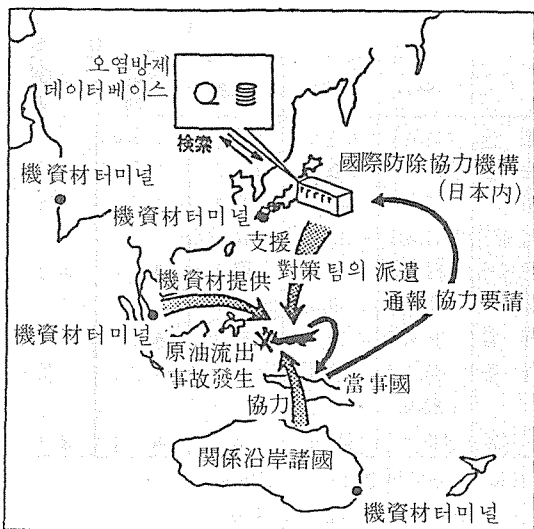 오염방제
데이터베이스
検索
國際防除協力機構
(日本內)
機資材터미널
機資材터미널
支援
對策팀의 派遣
機資材提供
通報 協力要請
機資材터미널
原油流出
事故發生
當事國
協力
関係沿岸諸國
機資材터미널